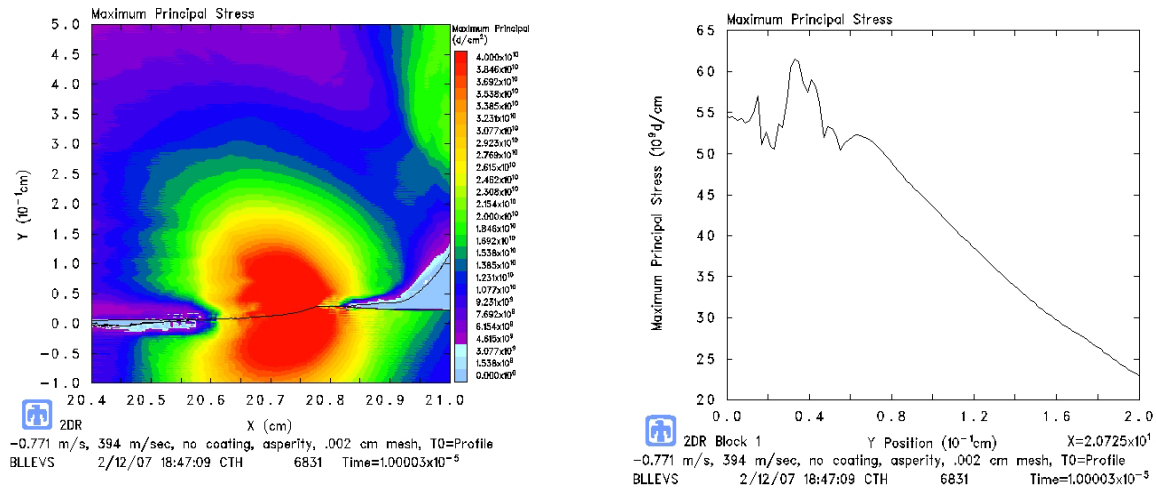 Maximum Principal Stress
Maximum Principal
(d/cm²)
4.000x10¹⁰
3.846x10¹⁰
3.692x10¹⁰
3.538x10¹⁰
3.385x10¹⁰
3.231x10¹⁰
3.077x10¹⁰
2.923x10¹⁰
2.769x10¹⁰
2.615x10¹⁰
2.462x10¹⁰
2.308x10¹⁰
2.154x10¹⁰
2.000x10¹⁰
1.846x10¹⁰
1.692x10¹⁰
1.538x10¹⁰
1.385x10¹⁰
1.231x10¹⁰
1.077x10¹⁰
9.231x10⁹
7.692x10⁹
6.154x10⁹
4.615x10⁹
3.077x10⁹
1.538x10⁹
0.000x10⁰
Y (10⁻¹cm)
5.0
4.5
4.0
3.5
3.0
2.5
2.0
1.5
1.0
0.5
0.0
-0.5
-1.0
20.4 20.5 20.6 20.7 20.8 20.9 21.0
2DR X (cm)
-0.771 m/s, 394 m/sec, no coating, asperity, .002 cm mesh, T0=Profile
BLLEVS 2/12/07 18:47:09 CTH 6831 Time=1.00003x10⁻⁵
Maximum Principal Stress
Maximum Principal Stress (10⁹d/cm)
65
60
55
50
45
40
35
30
25
20
0.0 0.4 0.8 1.2 1.6 2.0
2DR Block 1 Y Position (10⁻¹cm) X=2.0725x10¹
-0.771 m/s, 394 m/sec, no coating, asperity, .002 cm mesh, T0=Profile
BLLEVS 2/12/07 18:47:09 CTH 6831 Time=1.00003x10⁻⁵